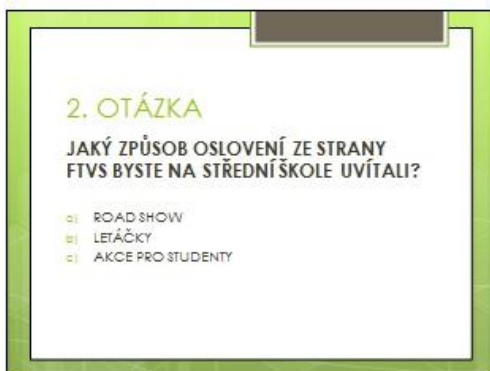 2. OTÁZKA
JAKÝ ZPŮSOB OSLOVENÍ ZE STRANY
FTVS BYSTE NA STŘEDNÍ ŠKOLE UVÍTALI?
a) ROAD SHOW
b) LETÁČKY
c) AKCE PRO STUDENTY